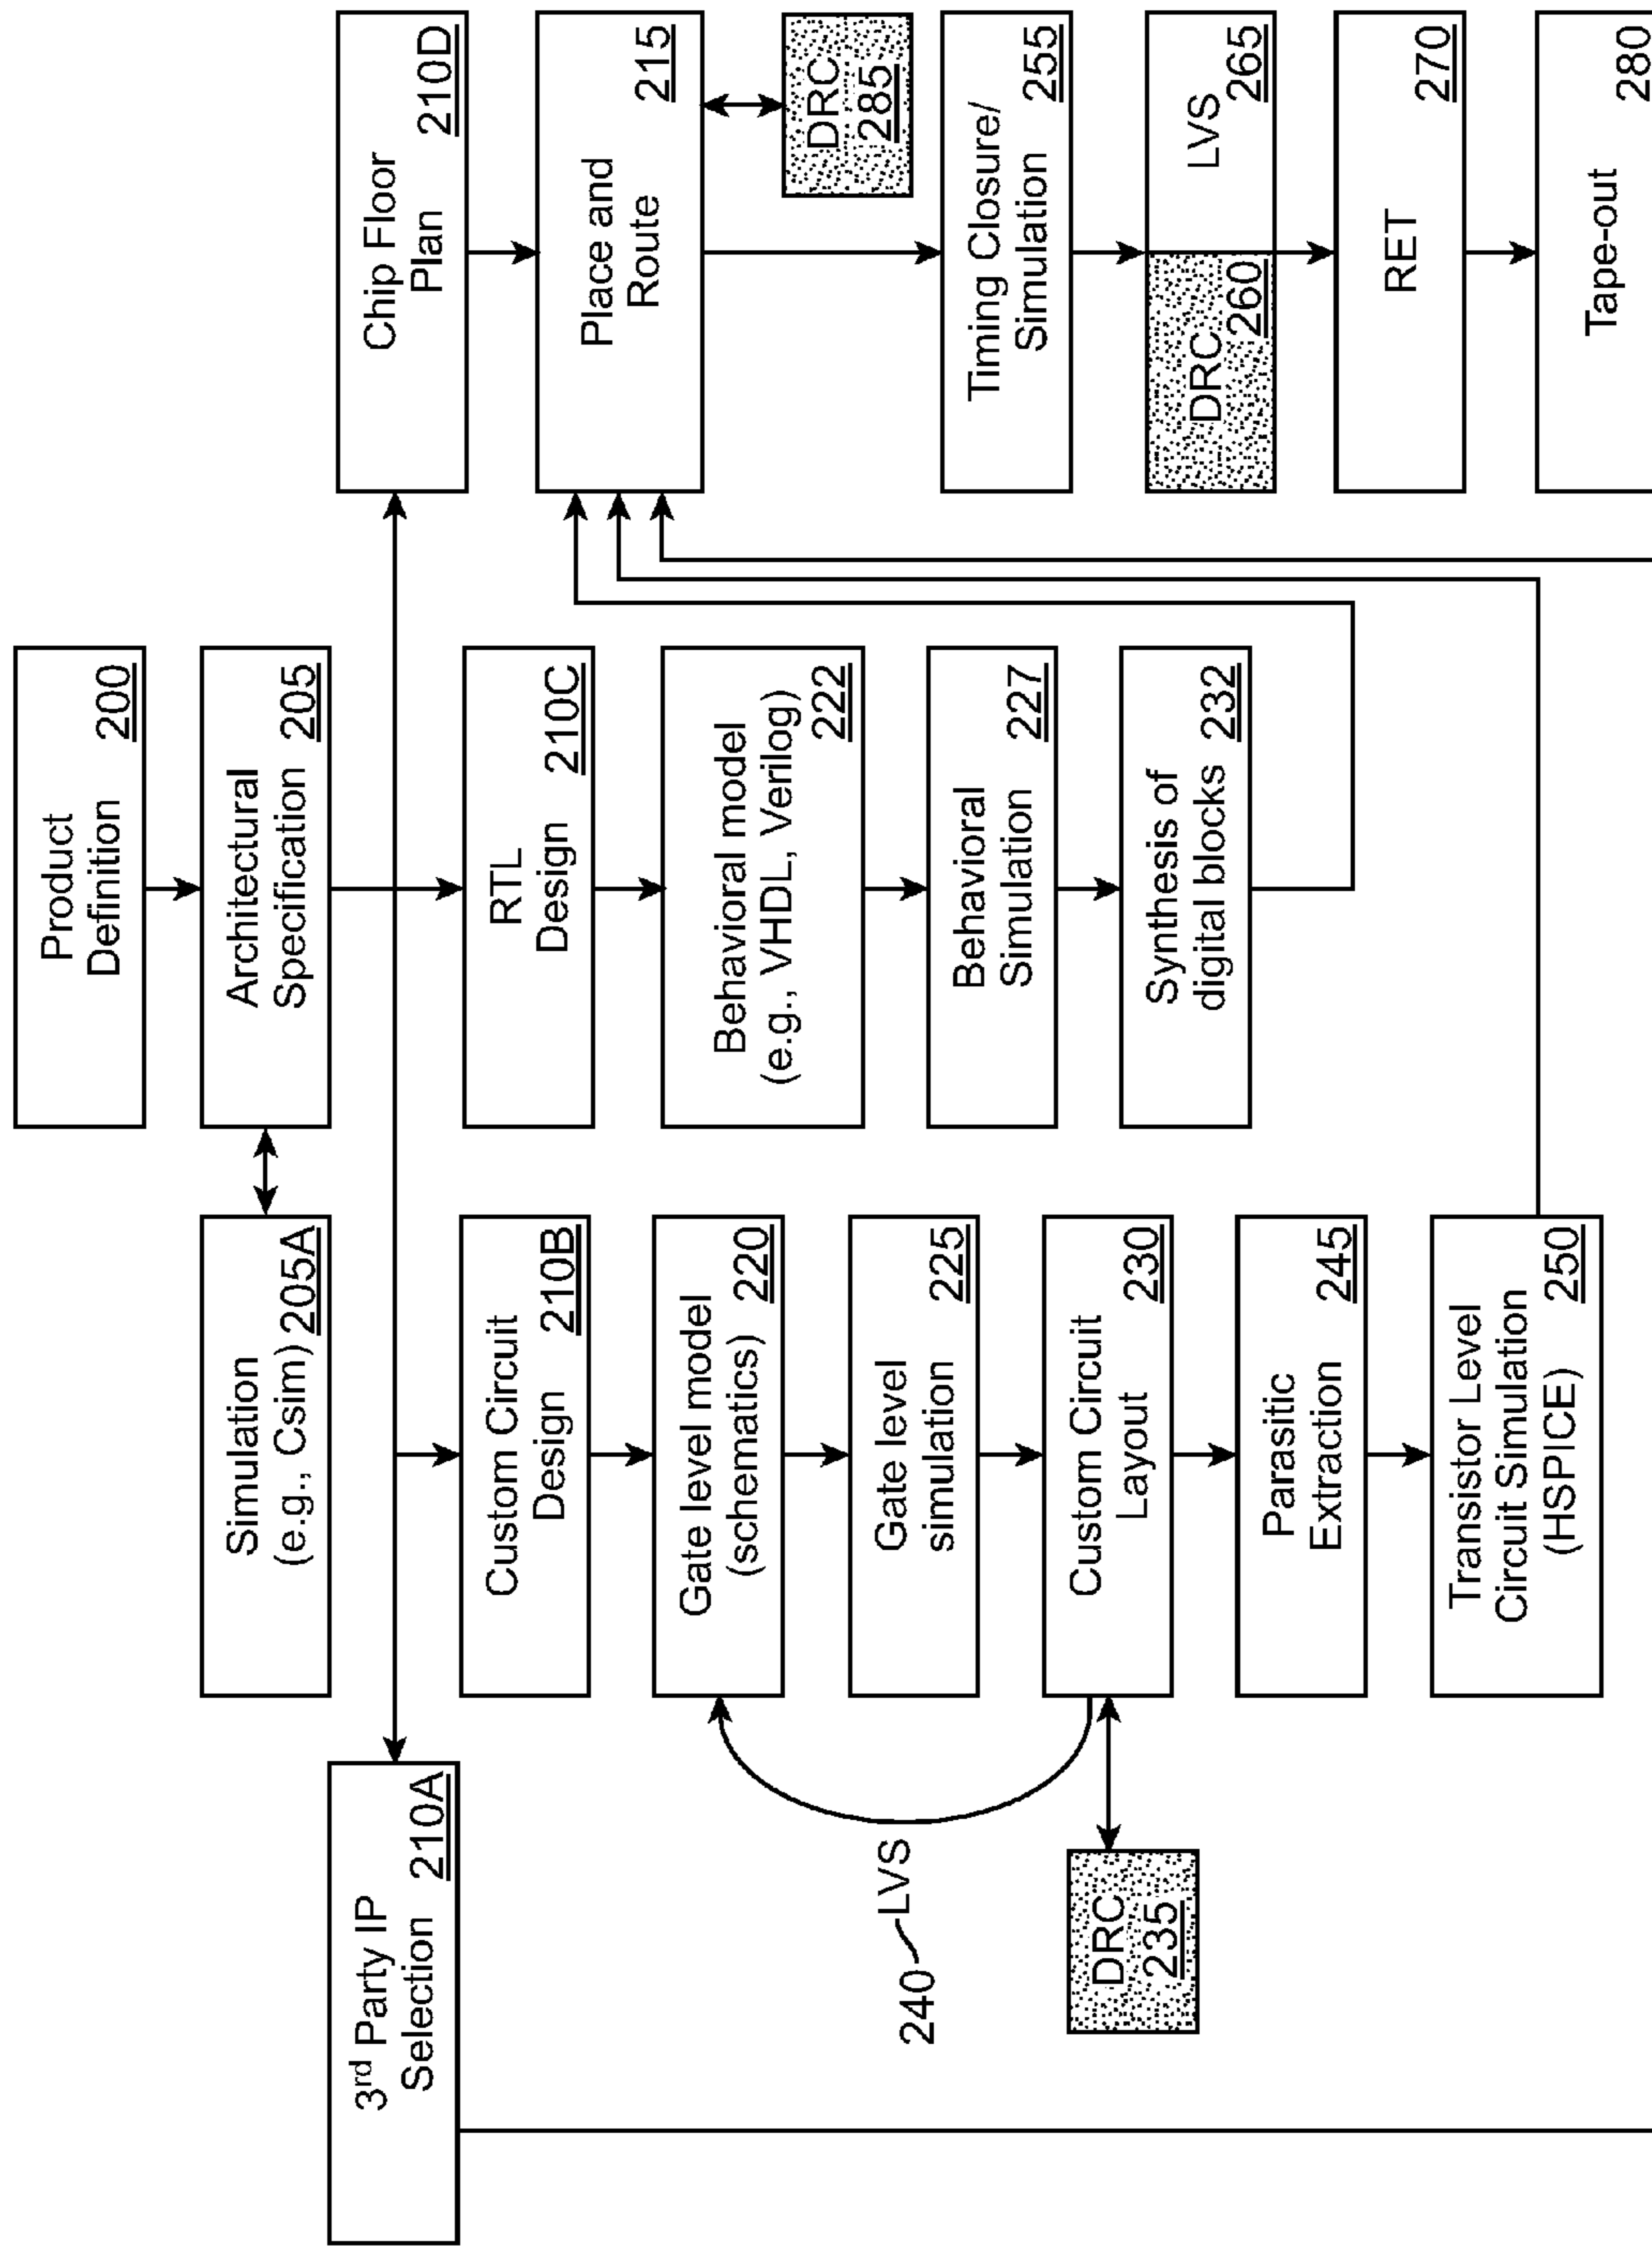 Product
Definition 200
Architectural
Specification 205
Simulation
(e.g., Csim) 205A
3rd Party IP
Selection 210A
Custom Circuit
Design 210B
Gate level model
(schematics) 220
Gate level
simulation 225
Custom Circuit
Layout 230
240 LVS
DRC
235
Parasitic
Extraction 245
Transistor Level
Circuit Simulation
(HSPICE) 250
RTL
Design 210C
Behavioral model
(e.g., VHDL, Verilog)
222
Behavioral
Simulation 227
Synthesis of
digital blocks 232
Chip Floor
Plan 210D
Place and
Route 215
DRC
285
Timing Closure/
Simulation 255
DRC
260
LVS
265
RET
270
Tape-out
280